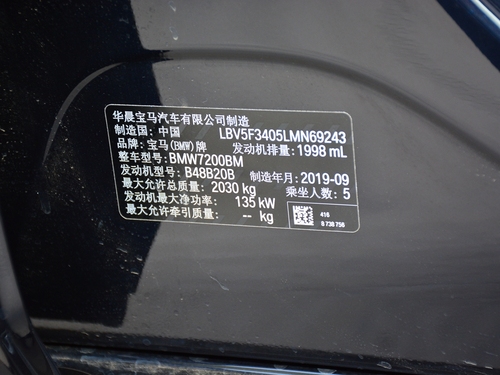 华晨宝马汽车有限公司制造
制造国: 中国 LBV5F3405LMN69243
品牌: 宝马(BMW)牌 发动机排量: 1998 mL
整车型号: BMW7200BM
发动机型号: B48B20B 制造年月: 2019-09
最大允许总质量: 2030 kg 乘坐人数: 5
发动机最大净功率: 135 kW
最大允许牵引质量: -- kg
416
8 738 756